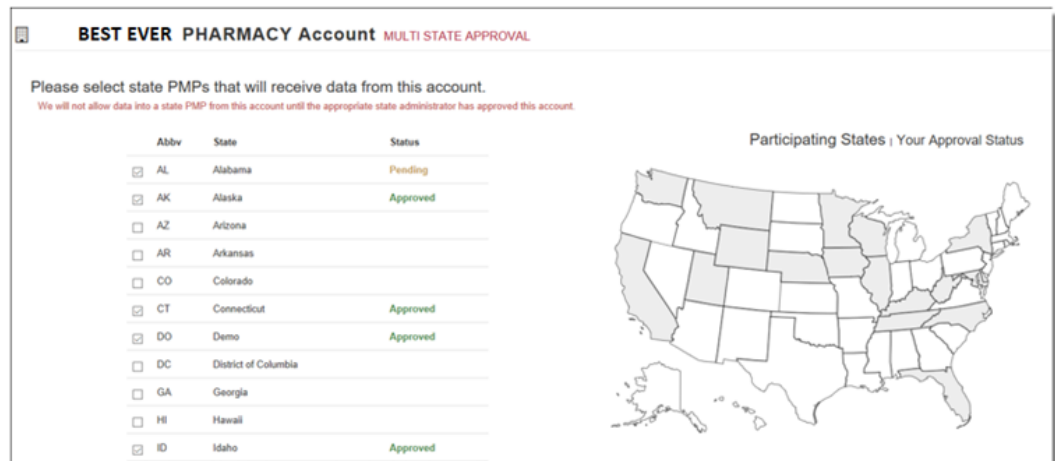 BEST EVER PHARMACY Account MULTI STATE APPROVAL
Please select state PMPs that will receive data from this account.
We will not allow data into a state PMP from this account until the appropriate state administrator has approved this account.
Abbv State Status
AL Alabama Pending
AK Alaska Approved
AZ Arizona
AR Arkansas
CO Colorado
CT Connecticut Approved
DO Demo Approved
DC District of Columbia
GA Georgia
HI Hawaii
ID Idaho Approved
Participating States | Your Approval Status